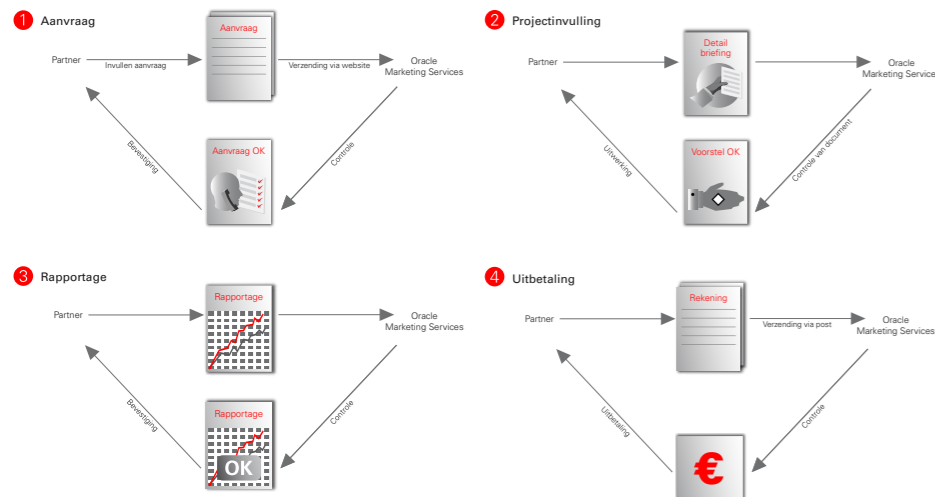 1 Aanvraag
Aanvraag
Partner
Invullen aanvraag
Verzending via website
Oracle
Marketing Services
Bevestiging
Aanvraag OK
Controle
2 Projectinvulling
Detail
briefing
Partner
Oracle
Marketing Service
Uitwerking
Voorstel OK
Controle van document
3 Rapportage
Rapportage
Partner
Oracle
Marketing Services
Bevestiging
Rapportage
OK
Controle
4 Uitbetaling
Rekening
Partner
Verzending via post
Oracle
Marketing Services
Uitbetaling
€
Controle